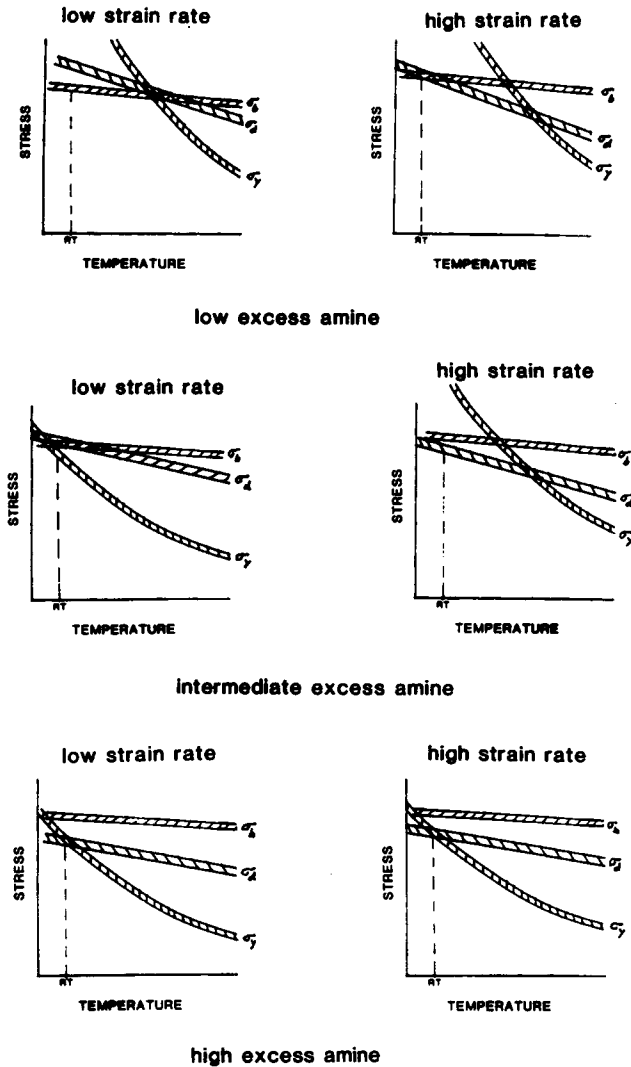 low strain rate
high strain rate
STRESS
σb
σd
σy
RT
TEMPERATURE
STRESS
σb
σd
σy
RT
TEMPERATURE
low excess amine
low strain rate
high strain rate
STRESS
σb
σd
σy
RT
TEMPERATURE
STRESS
σb
σd
σy
RT
TEMPERATURE
intermediate excess amine
low strain rate
high strain rate
STRESS
σb
σd
σy
RT
TEMPERATURE
STRESS
σb
σd
σy
RT
TEMPERATURE
high excess amine